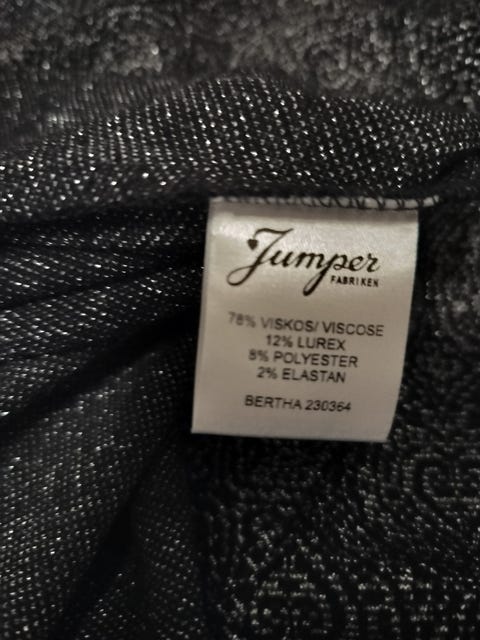 Jumper
FABRIKEN
78% VISKOS/ VISCOSE
12% LUREX
8% POLYESTER
2% ELASTAN
BERTHA 230364